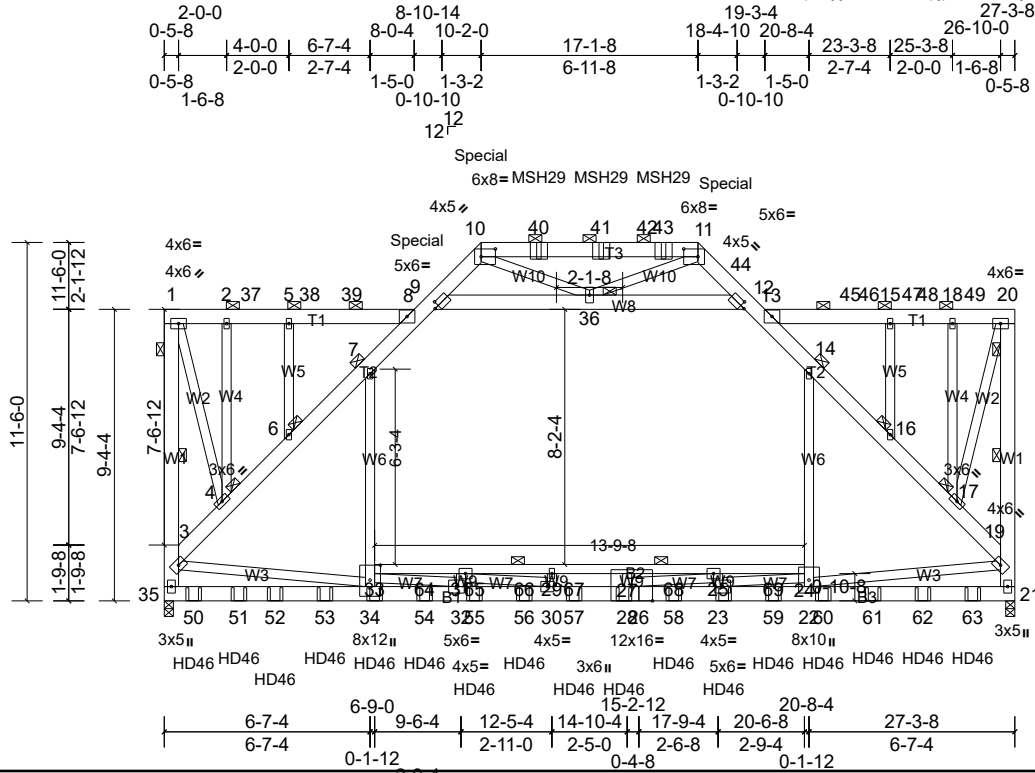 2-0-0 8-10-14 19-3-4 27-3-8
0-5-8 4-0-0 6-7-4 8-0-4 10-2-0 17-1-8 18-4-10 20-8-4 23-3-8 25-3-8 26-10-0
0-5-8 2-0-0 2-7-4 1-5-0 1-3-2 6-11-8 1-3-2 1-5-0 2-7-4 2-0-0 1-6-8 0-5-8
1-6-8 0-10-10 0-10-10
12
12
Special
6x8= MSH29 MSH29 MSH29 Special
4x5 6x8= 5x6=
10 40 41 42 43 11
4x6= Special 4x5
4x6 5x6= T3 44 4x6=
W10 2-1-8 W10
1 2 37 5 38 39 8 9 W8 12 13 45 46 15 47 48 18 49 20
T1 36 T1
7 14
T2 T2
W2 W4 W5 W5 W4 W2
6 16
W1 W6 6-3-4 8-2-4 W6 W1
3x6 3x6
4 17
4x6
3 19
13-9-8
W3 W7 W9 W7 W9 B2 W9 W7 W9 W7 0-10-8 W3
35 33 64 31 65 66 29 67 27 68 25 69 24 B3 21
50 51 52 53 34 54 32 55 56 30 57 28 26 58 23 59 22 60 61 62 63
3x5 8x12 5x6= 4x5= 12x16= 4x5= 8x10 3x5
HD46 HD46 HD46 HD46 HD46 4x5= HD46 3x6 HD46 5x6= HD46 HD46 HD46 HD46 HD46
HD46 HD46 HD46 HD46 HD46
11-6-0
11-6-0
2-1-12
9-4-4
7-6-12
1-9-8
1-9-8
9-4-4
7-6-12
6-9-0 15-2-12 20-8-4
6-7-4 9-6-4 12-5-4 14-10-4 17-9-4 20-6-8 27-3-8
6-7-4 2-11-0 2-5-0 2-6-8 2-9-4 6-7-4
0-1-12 0-4-8 0-1-12